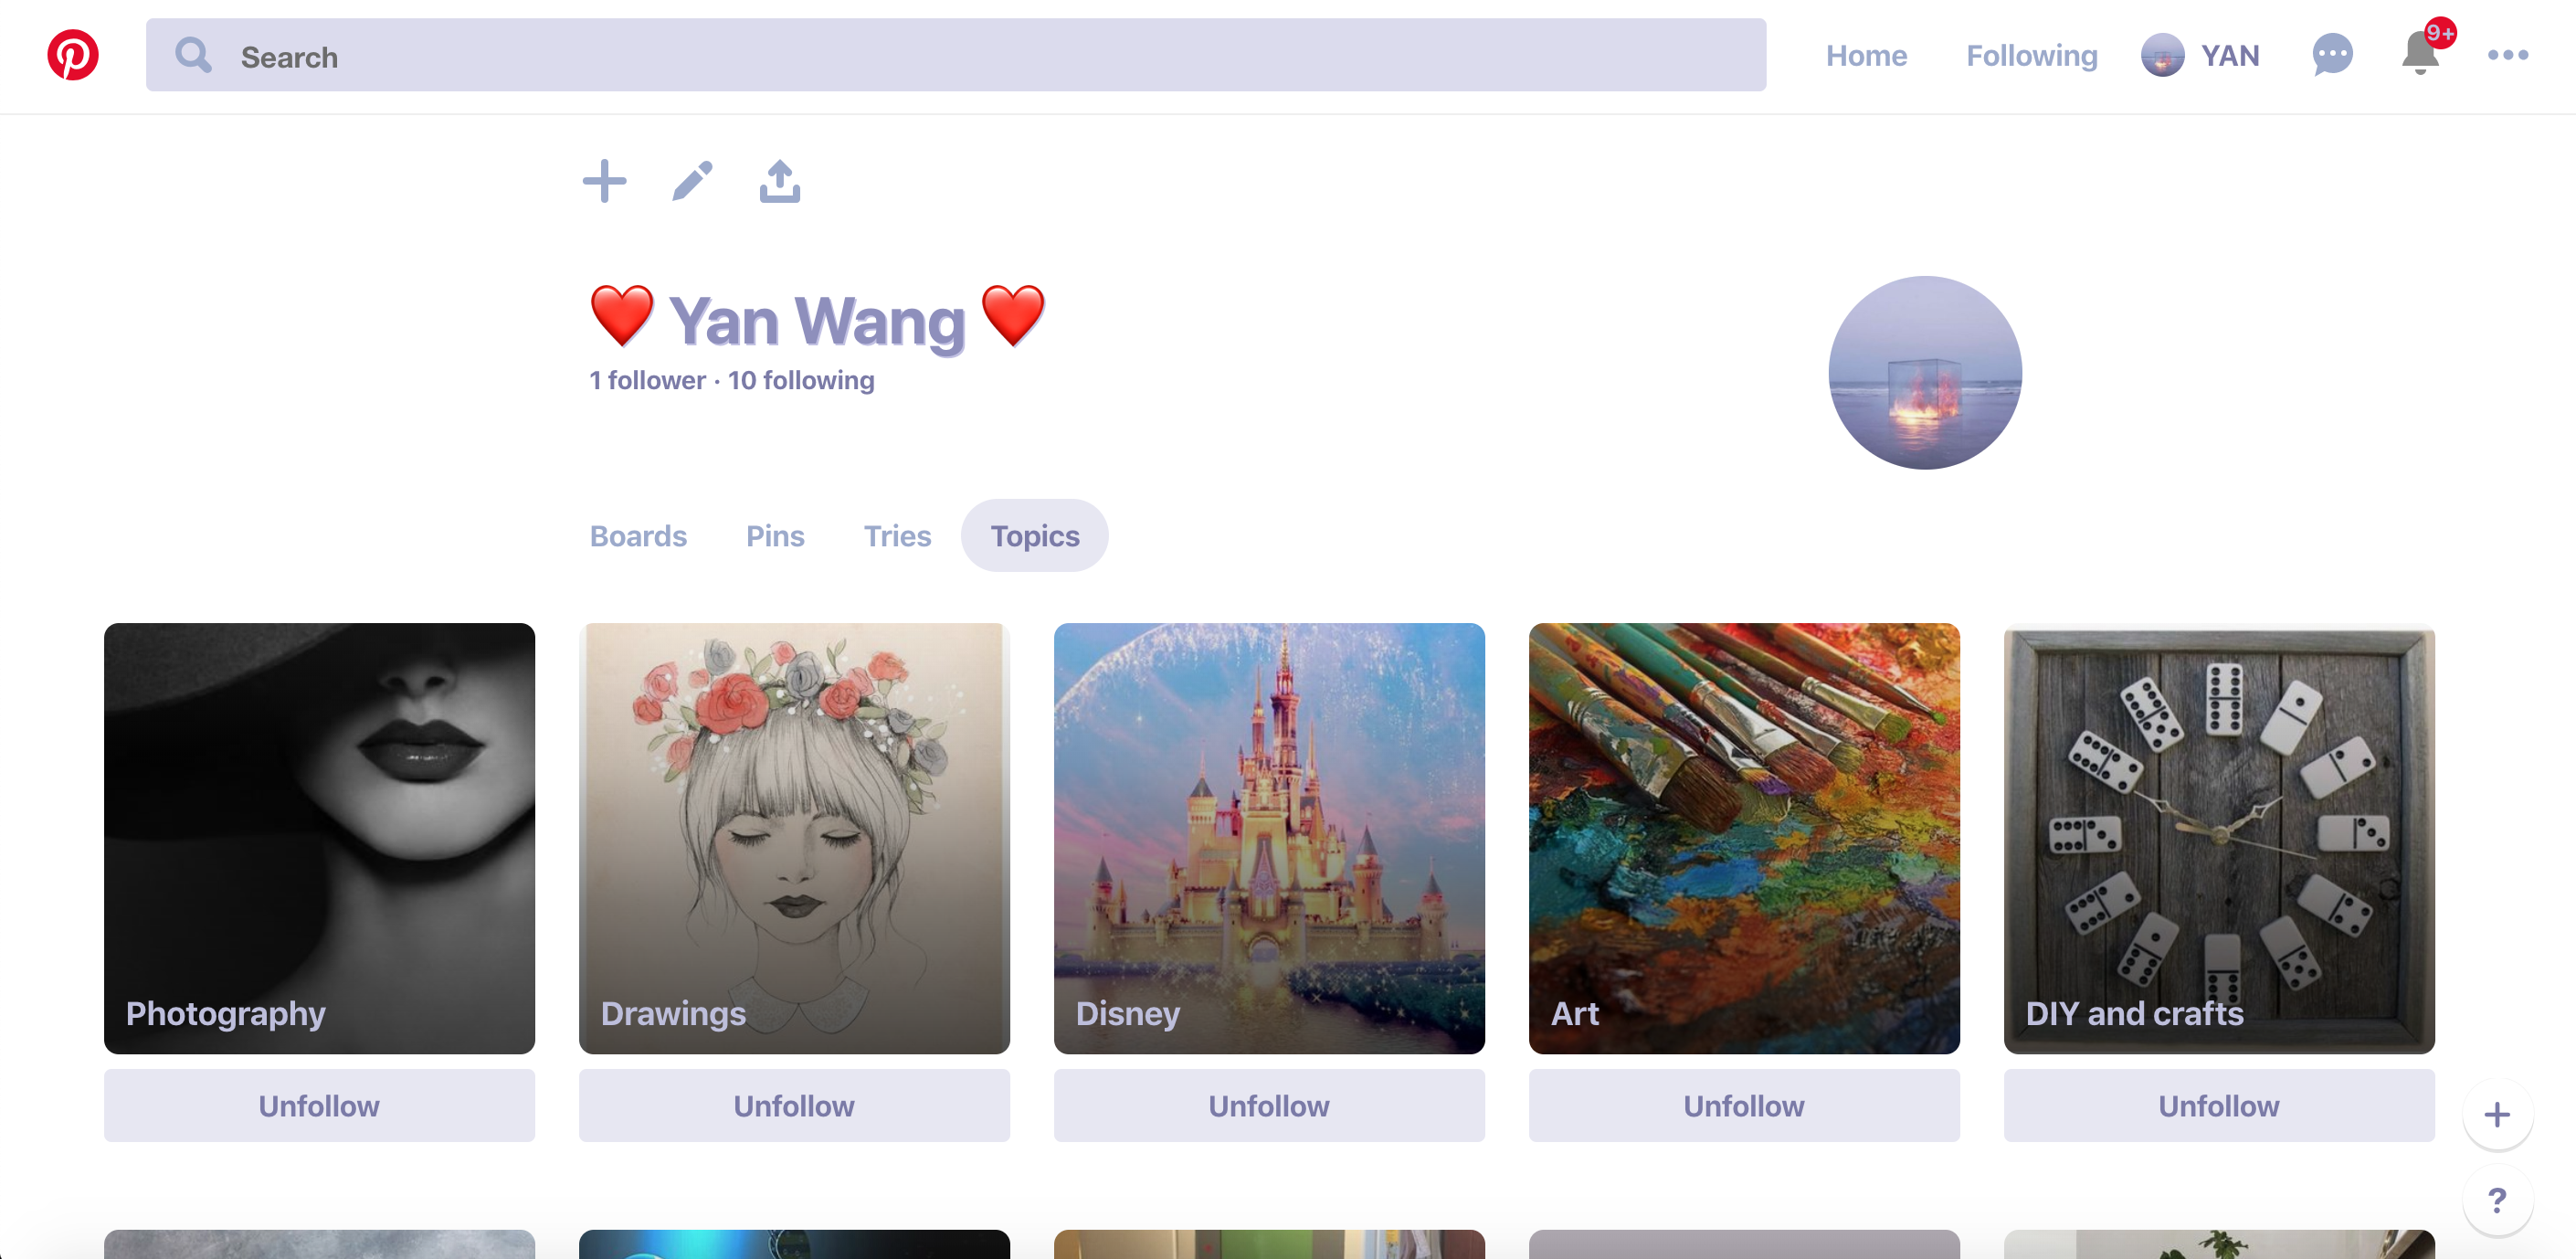 Search
Home
Following
YAN
9+
❤️ Yan Wang ❤️
1 follower · 10 following
Boards
Pins
Tries
Topics
Photography
Drawings
Disney
Art
DIY and crafts
Unfollow
Unfollow
Unfollow
Unfollow
Unfollow
+
?